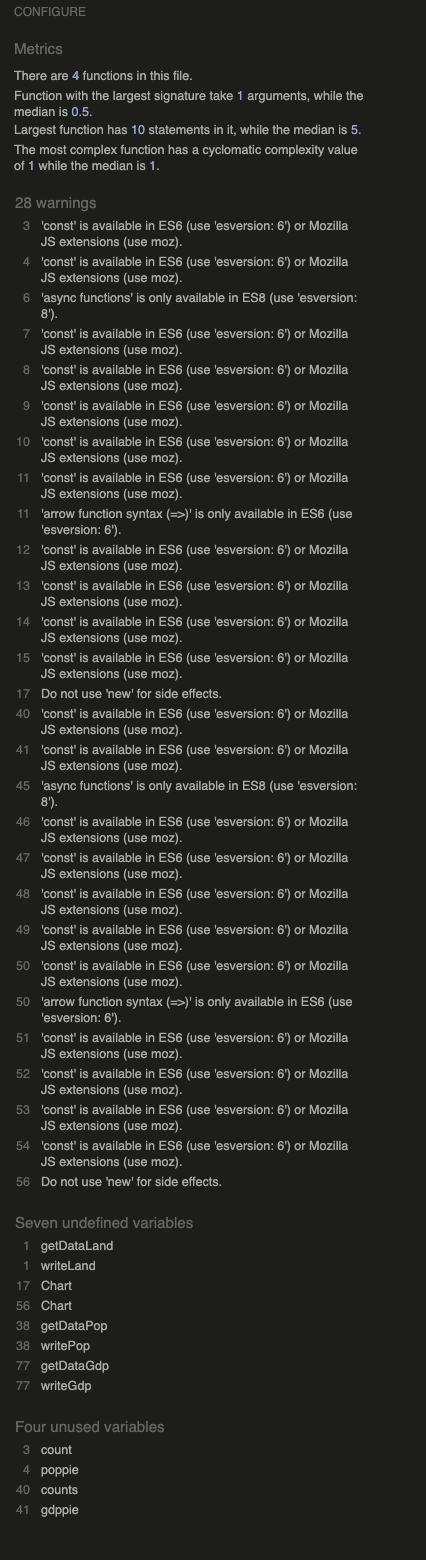 CONFIGURE
Metrics
There are 4 functions in this file.
Function with the largest signature take 1 arguments, while the
median is 0.5.
Largest function has 10 statements in it, while the median is 5.
The most complex function has a cyclomatic complexity value
of 1 while the median is 1.
28 warnings
3 'const' is available in ES6 (use 'esversion: 6') or Mozilla
JS extensions (use moz).
4 'const' is available in ES6 (use 'esversion: 6') or Mozilla
JS extensions (use moz).
6 'async functions' is only available in ES8 (use 'esversion:
8').
7 'const' is available in ES6 (use 'esversion: 6') or Mozilla
JS extensions (use moz).
8 'const' is available in ES6 (use 'esversion: 6') or Mozilla
JS extensions (use moz).
9 'const' is available in ES6 (use 'esversion: 6') or Mozilla
JS extensions (use moz).
10 'const' is available in ES6 (use 'esversion: 6') or Mozilla
JS extensions (use moz).
11 'const' is available in ES6 (use 'esversion: 6') or Mozilla
JS extensions (use moz).
11 'arrow function syntax (=>)' is only available in ES6 (use
'esversion: 6').
12 'const' is available in ES6 (use 'esversion: 6') or Mozilla
JS extensions (use moz).
13 'const' is available in ES6 (use 'esversion: 6') or Mozilla
JS extensions (use moz).
14 'const' is available in ES6 (use 'esversion: 6') or Mozilla
JS extensions (use moz).
15 'const' is available in ES6 (use 'esversion: 6') or Mozilla
JS extensions (use moz).
17 Do not use 'new' for side effects.
40 'const' is available in ES6 (use 'esversion: 6') or Mozilla
JS extensions (use moz).
41 'const' is available in ES6 (use 'esversion: 6') or Mozilla
JS extensions (use moz).
45 'async functions' is only available in ES8 (use 'esversion:
8').
46 'const' is available in ES6 (use 'esversion: 6') or Mozilla
JS extensions (use moz).
47 'const' is available in ES6 (use 'esversion: 6') or Mozilla
JS extensions (use moz).
48 'const' is available in ES6 (use 'esversion: 6') or Mozilla
JS extensions (use moz).
49 'const' is available in ES6 (use 'esversion: 6') or Mozilla
JS extensions (use moz).
50 'const' is available in ES6 (use 'esversion: 6') or Mozilla
JS extensions (use moz).
50 'arrow function syntax (=>)' is only available in ES6 (use
'esversion: 6').
51 'const' is available in ES6 (use 'esversion: 6') or Mozilla
JS extensions (use moz).
52 'const' is available in ES6 (use 'esversion: 6') or Mozilla
JS extensions (use moz).
53 'const' is available in ES6 (use 'esversion: 6') or Mozilla
JS extensions (use moz).
54 'const' is available in ES6 (use 'esversion: 6') or Mozilla
JS extensions (use moz).
56 Do not use 'new' for side effects.
Seven undefined variables
1 getDataLand
1 writeLand
17 Chart
56 Chart
38 getDataPop
38 writePop
77 getDataGdp
77 writeGdp
Four unused variables
3 count
4 poppie
40 counts
41 gdppie